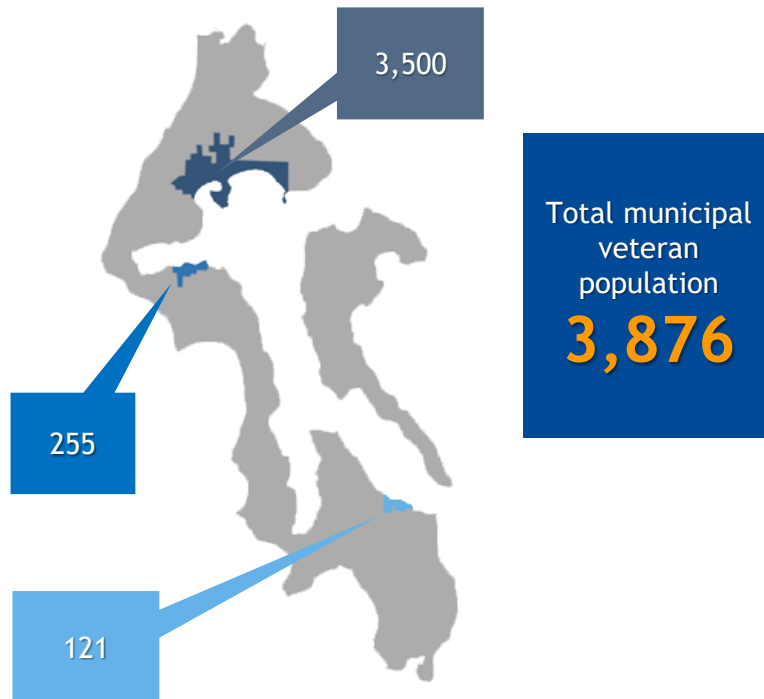 3,500
Total municipal
veteran
population
3,876
255
121